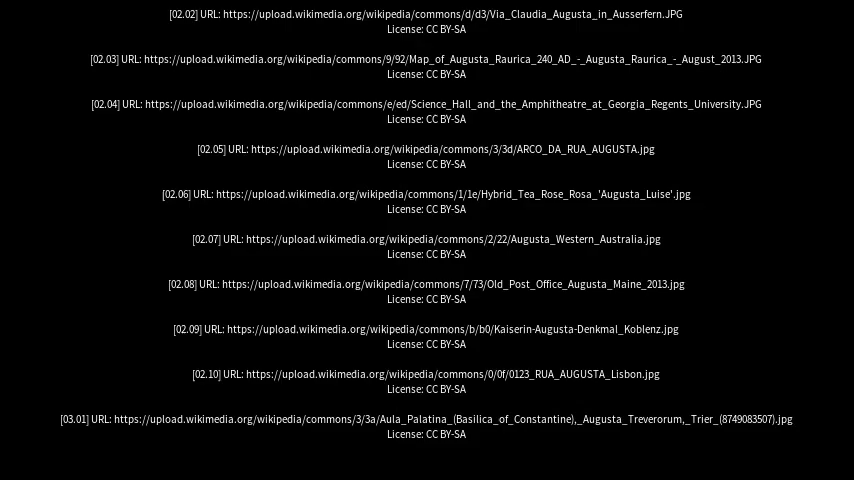 [02.02] URL: https://upload.wikimedia.org/wikipedia/commons/d/d3/Via_Claudia_Augusta_in_Ausserfern.JPG
License: CC BY-SA
[02.03] URL: https://upload.wikimedia.org/wikipedia/commons/9/92/Map_of_Augusta_Raurica_240_AD_-_Augusta_Raurica_-_August_2013.JPG
License: CC BY-SA
[02.04] URL: https://upload.wikimedia.org/wikipedia/commons/e/ed/Science_Hall_and_the_Amphitheatre_at_Georgia_Regents_University.JPG
License: CC BY-SA
[02.05] URL: https://upload.wikimedia.org/wikipedia/commons/3/3d/ARCO_DA_RUA_AUGUSTA.jpg
License: CC BY-SA
[02.06] URL: https://upload.wikimedia.org/wikipedia/commons/1/1e/Hybrid_Tea_Rose_Rosa_'Augusta_Luise'.jpg
License: CC BY-SA
[02.07] URL: https://upload.wikimedia.org/wikipedia/commons/2/22/Augusta_Western_Australia.jpg
License: CC BY-SA
[02.08] URL: https://upload.wikimedia.org/wikipedia/commons/7/73/Old_Post_Office_Augusta_Maine_2013.jpg
License: CC BY-SA
[02.09] URL: https://upload.wikimedia.org/wikipedia/commons/b/b0/Kaiserin-Augusta-Denkmal_Koblenz.jpg
License: CC BY-SA
[02.10] URL: https://upload.wikimedia.org/wikipedia/commons/0/0f/0123_RUA_AUGUSTA_Lisbon.jpg
License: CC BY-SA
[03.01] URL: https://upload.wikimedia.org/wikipedia/commons/3/3a/Aula_Palatina_(Basilica_of_Constantine),_Augusta_Treverorum,_Trier_(8749083507).jpg
License: CC BY-SA